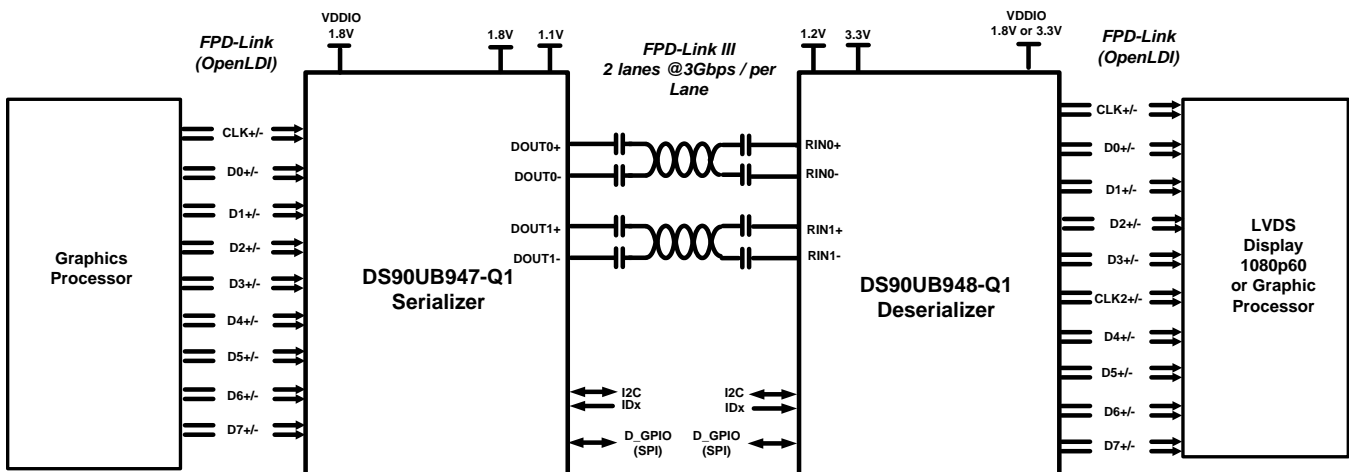 VDDIO
1.8V
1.8V
1.1V
FPD-Link
(OpenLDI)
FPD-Link III
2 lanes @3Gbps / per
Lane
1.2V
3.3V
VDDIO
1.8V or 3.3V
FPD-Link
(OpenLDI)
Graphics
Processor
CLK+/-
D0+/-
D1+/-
D2+/-
D3+/-
D4+/-
D5+/-
D6+/-
D7+/-
DS90UB947-Q1
Serializer
DOUT0+
DOUT0-
DOUT1+
DOUT1-
I2C
IDx
D_GPIO
(SPI)
RIN0+
RIN0-
RIN1+
RIN1-
I2C
IDx
D_GPIO
(SPI)
DS90UB948-Q1
Deserializer
CLK+/-
D0+/-
D1+/-
D2+/-
D3+/-
CLK2+/-
D4+/-
D5+/-
D6+/-
D7+/-
LVDS
Display
1080p60
or Graphic
Processor